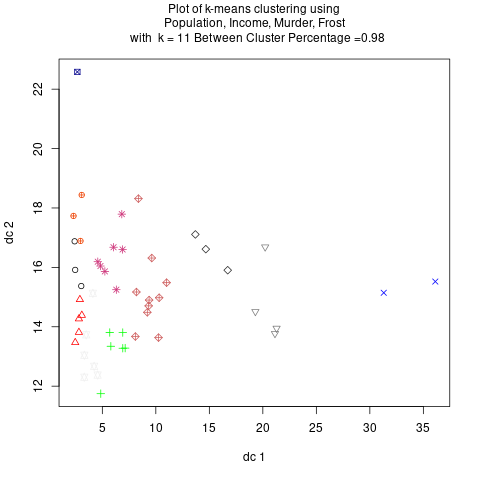 Plot of k-means clustering using
Population, Income, Murder, Frost
with k = 11 Between Cluster Percentage =0.98
22
20
18
16
14
12
dc 2
5 10 15 20 25 30 35
dc 1